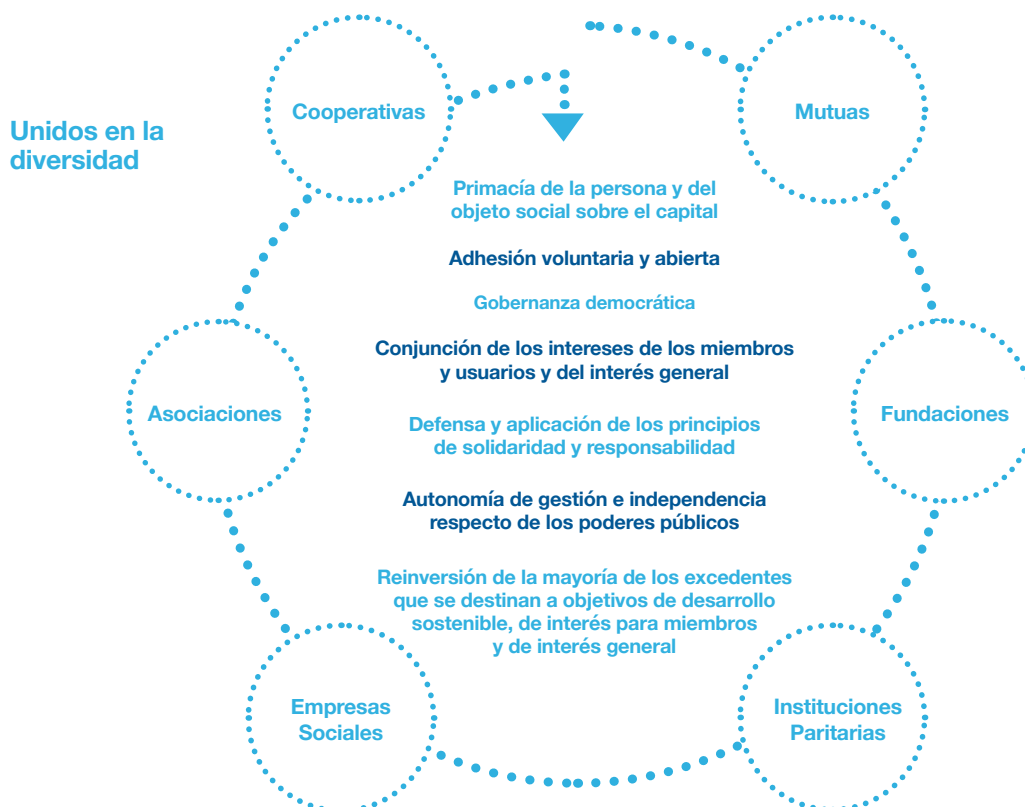 Unidos en la
diversidad
Cooperativas
Mutuas
Primacía de la persona y del
objeto social sobre el capital
Adhesión voluntaria y abierta
Gobernanza democrática
Conjunción de los intereses de los miembros
y usuarios y del interés general
Asociaciones
Fundaciones
Defensa y aplicación de los principios
de solidaridad y responsabilidad
Autonomía de gestión e independencia
respecto de los poderes públicos
Reinversión de la mayoría de los excedentes
que se destinan a objetivos de desarrollo
sostenible, de interés para miembros
y de interés general
Empresas
Sociales
Instituciones
Paritarias